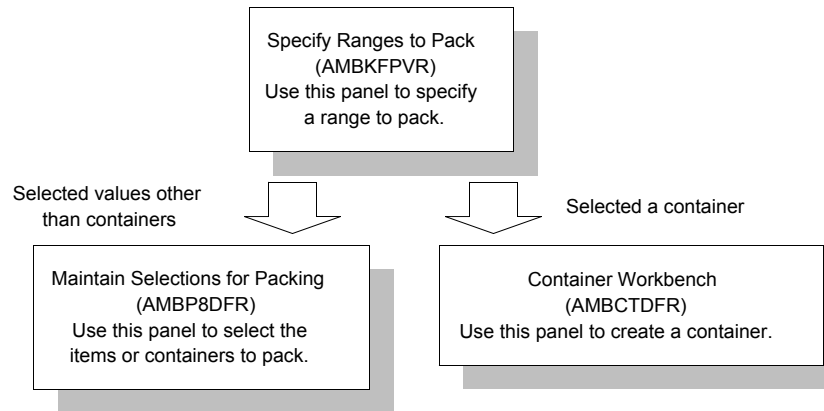 Specify Ranges to Pack
(AMBKFPVR)
Use this panel to specify
a range to pack.
Selected values other
than containers
Selected a container
Maintain Selections for Packing
(AMBP8DFR)
Use this panel to select the
items or containers to pack.
Container Workbench
(AMBCTDFR)
Use this panel to create a container.